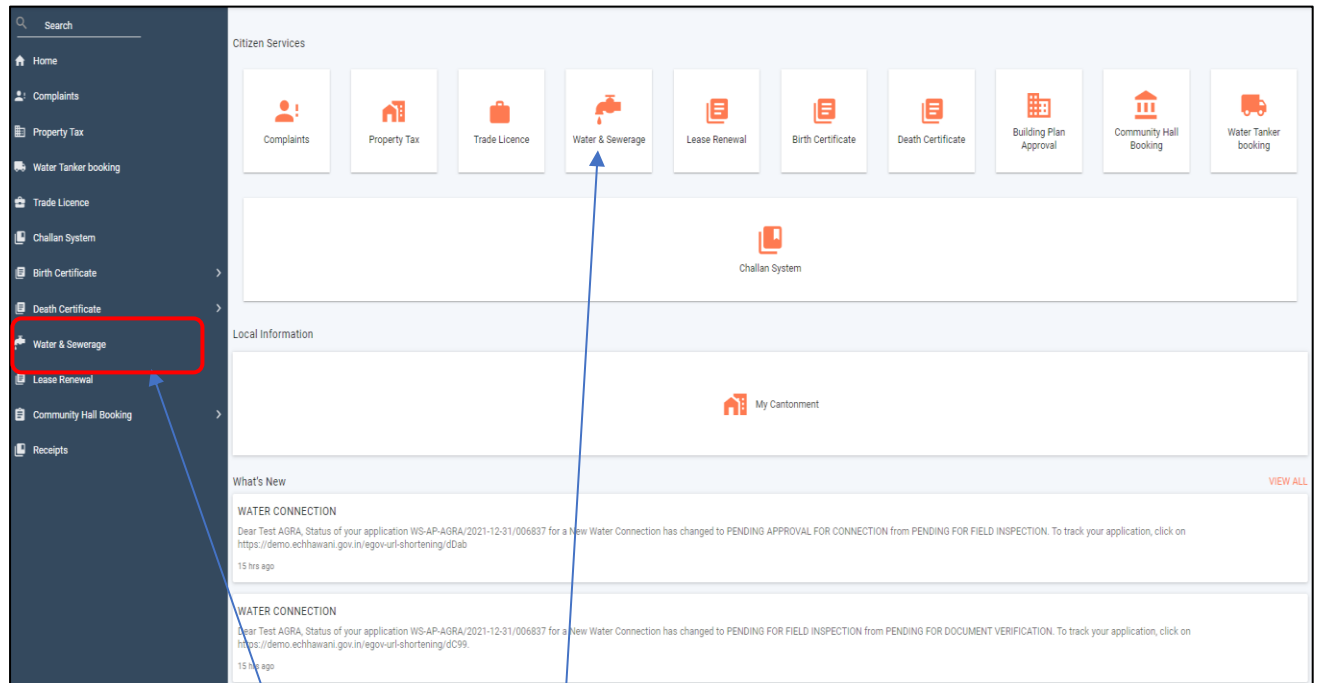 Search
Home
Complaints
Property Tax
Water Tanker booking
Trade Licence
Challan System
Birth Certificate
Death Certificate
Water & Sewerage
Lease Renewal
Community Hall Booking
Receipts
Citizen Services
Complaints
Property Tax
Trade Licence
Water & Sewerage
Lease Renewal
Birth Certificate
Death Certificate
Building Plan
Approval
Community Hall
Booking
Water Tanker
booking
Challan System
Local Information
My Cantonment
What's New
VIEW ALL
WATER CONNECTION
Dear Test AGRA, Status of your application WS-AP-AGRA/2021-12-31/006837 for a New Water Connection has changed to PENDING APPROVAL FOR CONNECTION from PENDING FOR FIELD INSPECTION. To track your application, click on
https://demo.echhawani.gov.in/egov-url-shortening/dDab
15 hrs ago
WATER CONNECTION
Dear Test AGRA, Status of your application WS-AP-AGRA/2021-12-31/006837 for a New Water Connection has changed to PENDING FOR FIELD INSPECTION from PENDING FOR DOCUMENT VERIFICATION. To track your application, click on
https://demo.echhawani.gov.in/egov-url-shortening/dC99.
15 hrs ago